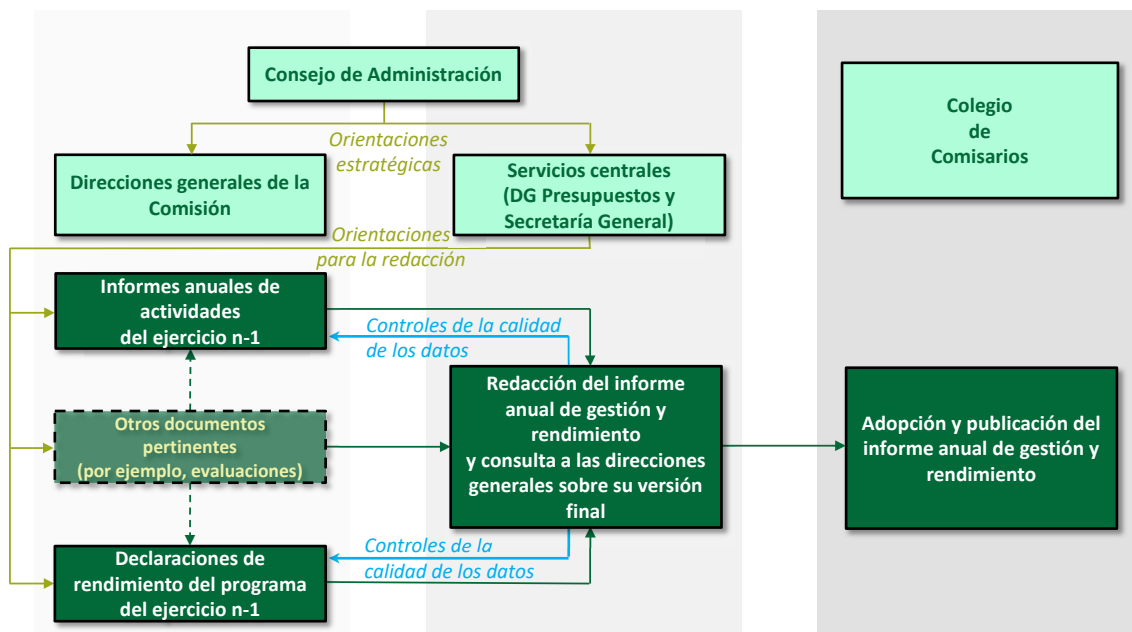 Consejo de Administración
Colegio
de
Comisarios
Orientaciones
estratégicas
Direcciones generales de la
Comisión
Servicios centrales
(DG Presupuestos y
Secretaría General)
Orientaciones
para la redacción
Informes anuales de
actividades
del ejercicio n-1
Controles de la calidad
de los datos
Otros documentos
pertinentes
(por ejemplo, evaluaciones)
Redacción del informe
anual de gestión y
rendimiento
y consulta a las direcciones
generales sobre su versión
final
Adopción y publicación del
informe anual de gestión y
rendimiento
Controles de la
calidad de los datos
Declaraciones de
rendimiento del programa
del ejercicio n-1